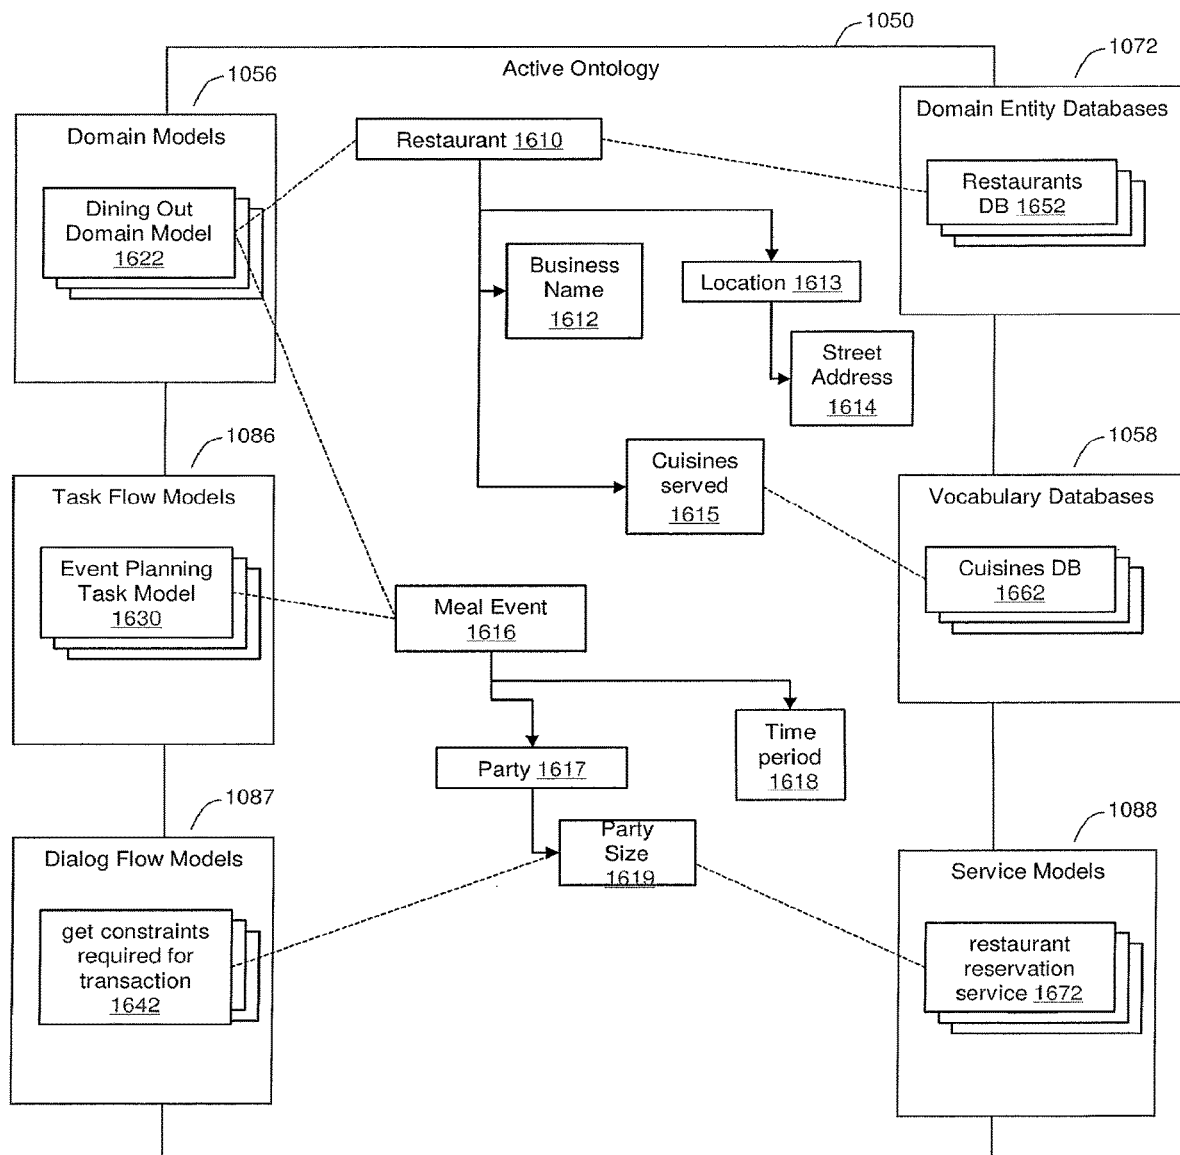 1050
Active Ontology
1056
Domain Models
Dining Out
Domain Model
1622
1072
Domain Entity Databases
Restaurants
DB 1652
Restaurant 1610
Business
Name
1612
Location 1613
Street
Address
1614
Cuisines
served
1615
1086
Task Flow Models
Event Planning
Task Model
1630
1058
Vocabulary Databases
Cuisines DB
1662
Meal Event
1616
Party 1617
Time
period
1618
Party
Size
1619
1087
Dialog Flow Models
get constraints
required for
transaction
1642
1088
Service Models
restaurant
reservation
service 1672